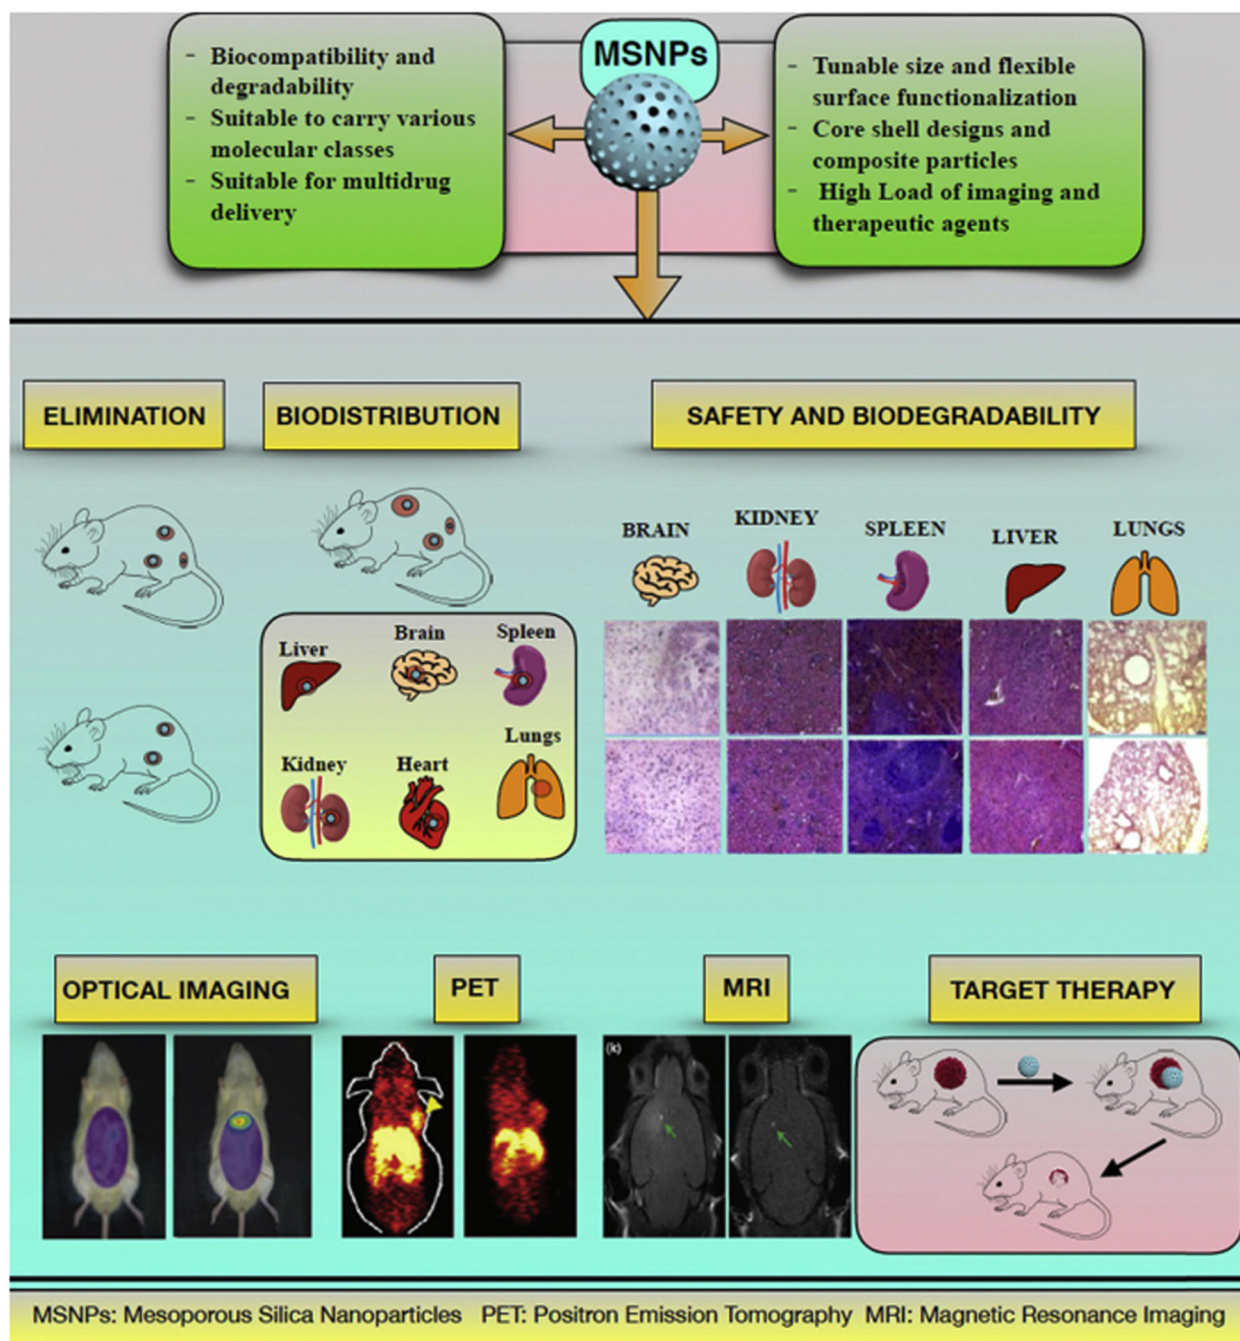 MSNPs
- Biocompatibility and
degradability
- Suitable to carry various
molecular classes
- Suitable for multidrug
delivery
- Tunable size and flexible
surface functionalization
- Core shell designs and
composite particles
- High Load of imaging and
therapeutic agents
ELIMINATION
BIODISTRIBUTION
SAFETY AND BIODEGRADABILITY
BRAIN
KIDNEY
SPLEEN
LIVER
LUNGS
Liver
Brain
Spleen
Kidney
Heart
Lungs
OPTICAL IMAGING
PET
MRI
TARGET THERAPY
(k)
MSNPs: Mesoporous Silica Nanoparticles PET: Positron Emission Tomography MRI: Magnetic Resonance Imaging